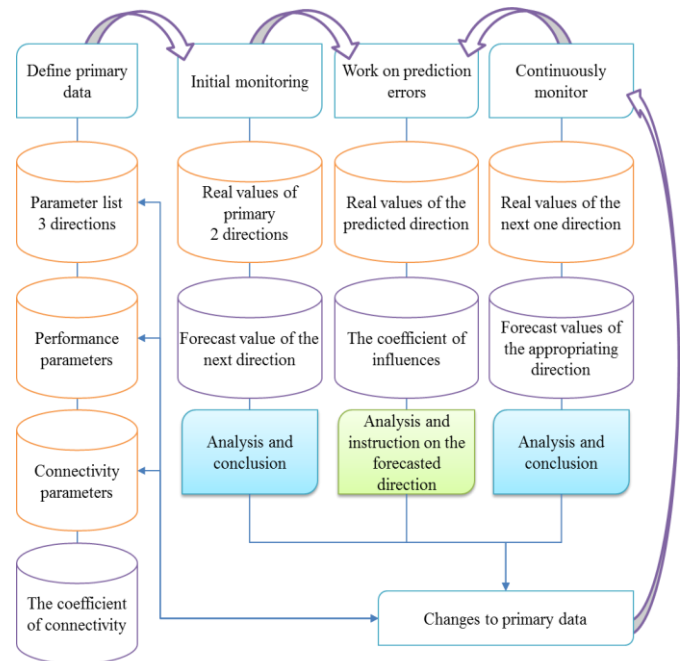 Define primary
data
Initial monitoring
Work on prediction
errors
Continuously
monitor
Parameter list
3 directions
Real values of
primary
2 directions
Real values of the
predicted direction
Real values of the
next one direction
Performance
parameters
Forecast value of the
next direction
The coefficient of
influences
Forecast values of
the appropriating
direction
Connectivity
parameters
Analysis and
conclusion
Analysis and
instruction on the
forecasted
direction
Analysis and
conclusion
The coefficient
of connectivity
Changes to primary data